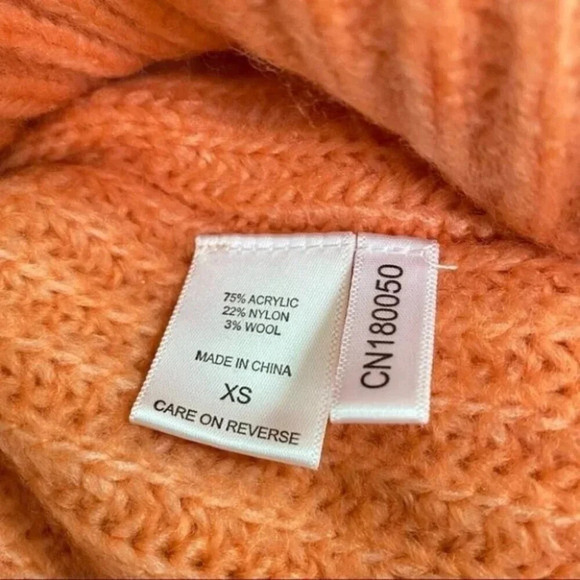 75% ACRYLIC
22% NYLON
3% WOOL
MADE IN CHINA
XS
CARE ON REVERSE
CN180050